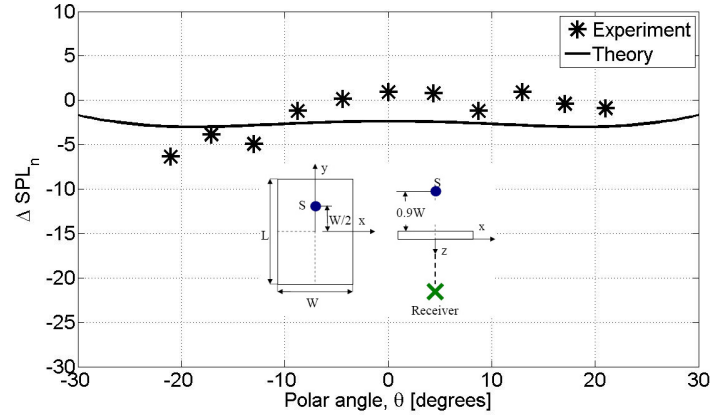 10
5
0
-5
-10
-15
-20
-25
-30
Δ SPLn
Experiment
Theory
y
S
W/2
x
L
W
S
0.9W
x
z
Receiver
-30 -20 -10 0 10 20 30
Polar angle, θ [degrees]